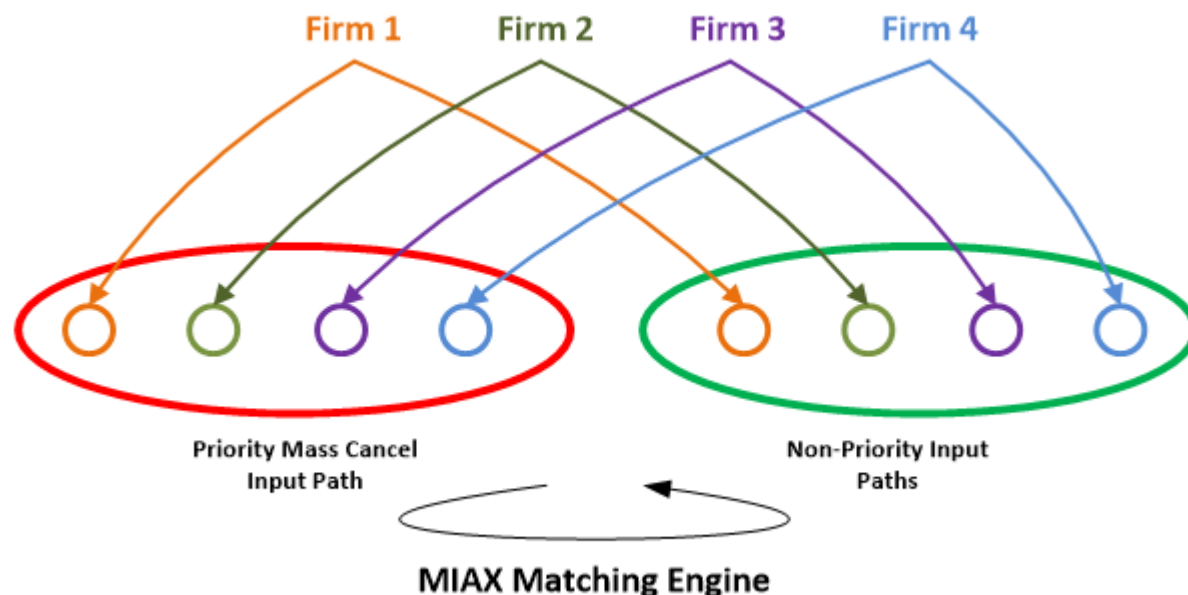 Firm 1
Firm 2
Firm 3
Firm 4
Priority Mass Cancel
Input Path
Non-Priority Input
Paths
MIAX Matching Engine